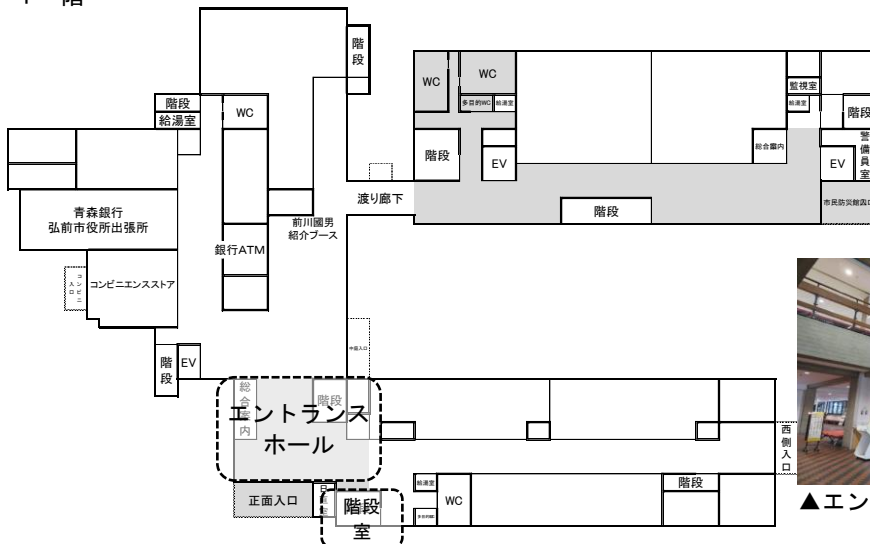 階
階段
WC
WC
多目的WC
給湯室
監視室
給湯室
階段
階段
給湯室
WC
階段
EV
総合案内
EV
警備員室
青森銀行
弘前市役所出張所
渡り廊下
階段
市民防災館入口
前川國男
紹介ブース
銀行ATM
コンビニ入口
コンビニエンスストア
中庭入口
階段
EV
総合案内
階段
エントランス
ホール
西側入口
正面入口
階段
室
給湯室
WC
階段
▲エン